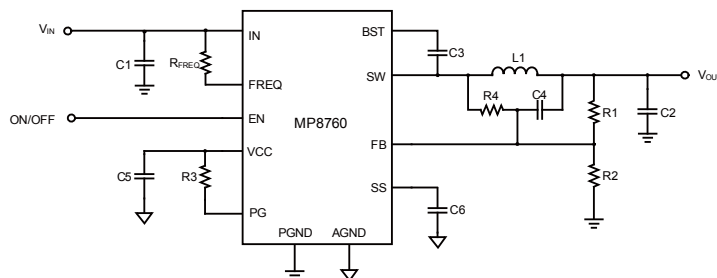 VIN
IN
BST
C1
RFREQ
C3
L1
SW
VOU
FREQ
R4
C4
R1
C2
ON/OFF
EN
MP8760
VCC
FB
C5
R3
R2
SS
PG
C6
PGND
AGND